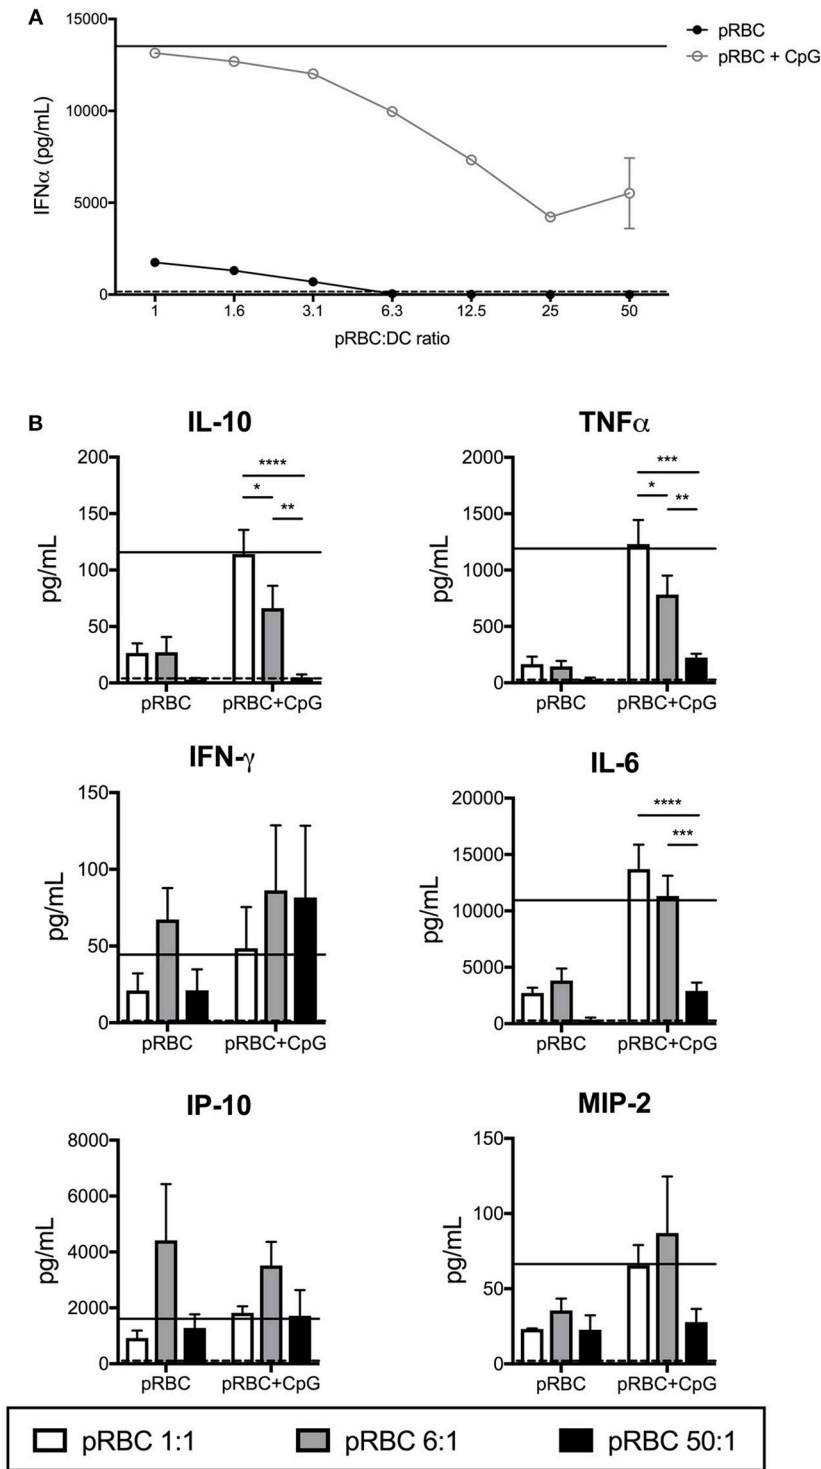 A
15000
10000
5000
0
IFNα (pg/mL)
1 1.6 3.1 6.3 12.5 25 50
pRBC:DC ratio
pRBC
pRBC + CpG
B
IL-10
200
150
100
50
0
pg/mL
****
*
**
pRBC pRBC+CpG
TNFα
2000
1500
1000
500
0
pg/mL
***
*
**
pRBC pRBC+CpG
IFN-γ
150
100
50
0
pg/mL
pRBC pRBC+CpG
IL-6
20000
15000
10000
5000
0
pg/mL
****
***
pRBC pRBC+CpG
IP-10
8000
6000
4000
2000
0
pg/mL
pRBC pRBC+CpG
MIP-2
150
100
50
0
pg/mL
pRBC pRBC+CpG
pRBC 1:1 pRBC 6:1 pRBC 50:1